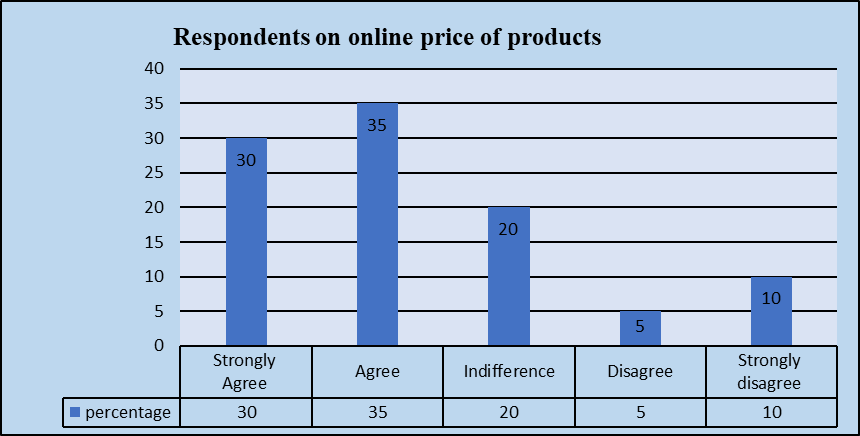 Respondents on online price of products
40
35
30
25
20
15
10
5
0
30
35
20
5
10
Strongly Agree
Agree
Indifference
Disagree
Strongly disagree
percentage 30 35 20 5 10